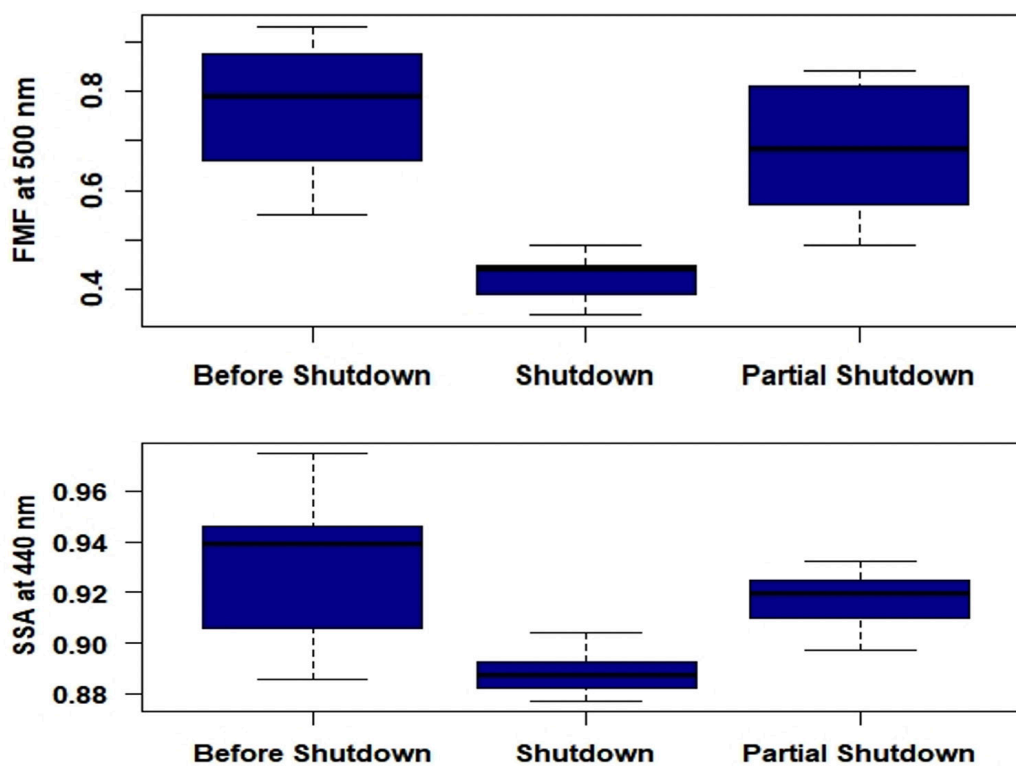 FMF at 500 nm
0.8
0.6
0.4
Before Shutdown Shutdown Partial Shutdown
SSA at 440 nm
0.96
0.94
0.92
0.90
0.88
Before Shutdown Shutdown Partial Shutdown